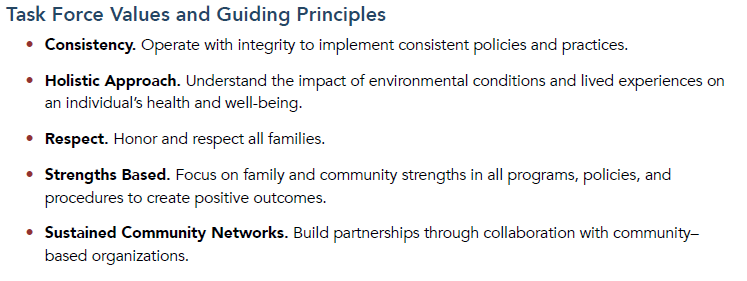 Task Force Values and Guiding Principles
• Consistency. Operate with integrity to implement consistent policies and practices.
• Holistic Approach. Understand the impact of environmental conditions and lived experiences on
an individual’s health and well-being.
• Respect. Honor and respect all families.
• Strengths Based. Focus on family and community strengths in all programs, policies, and
procedures to create positive outcomes.
• Sustained Community Networks. Build partnerships through collaboration with community–
based organizations.